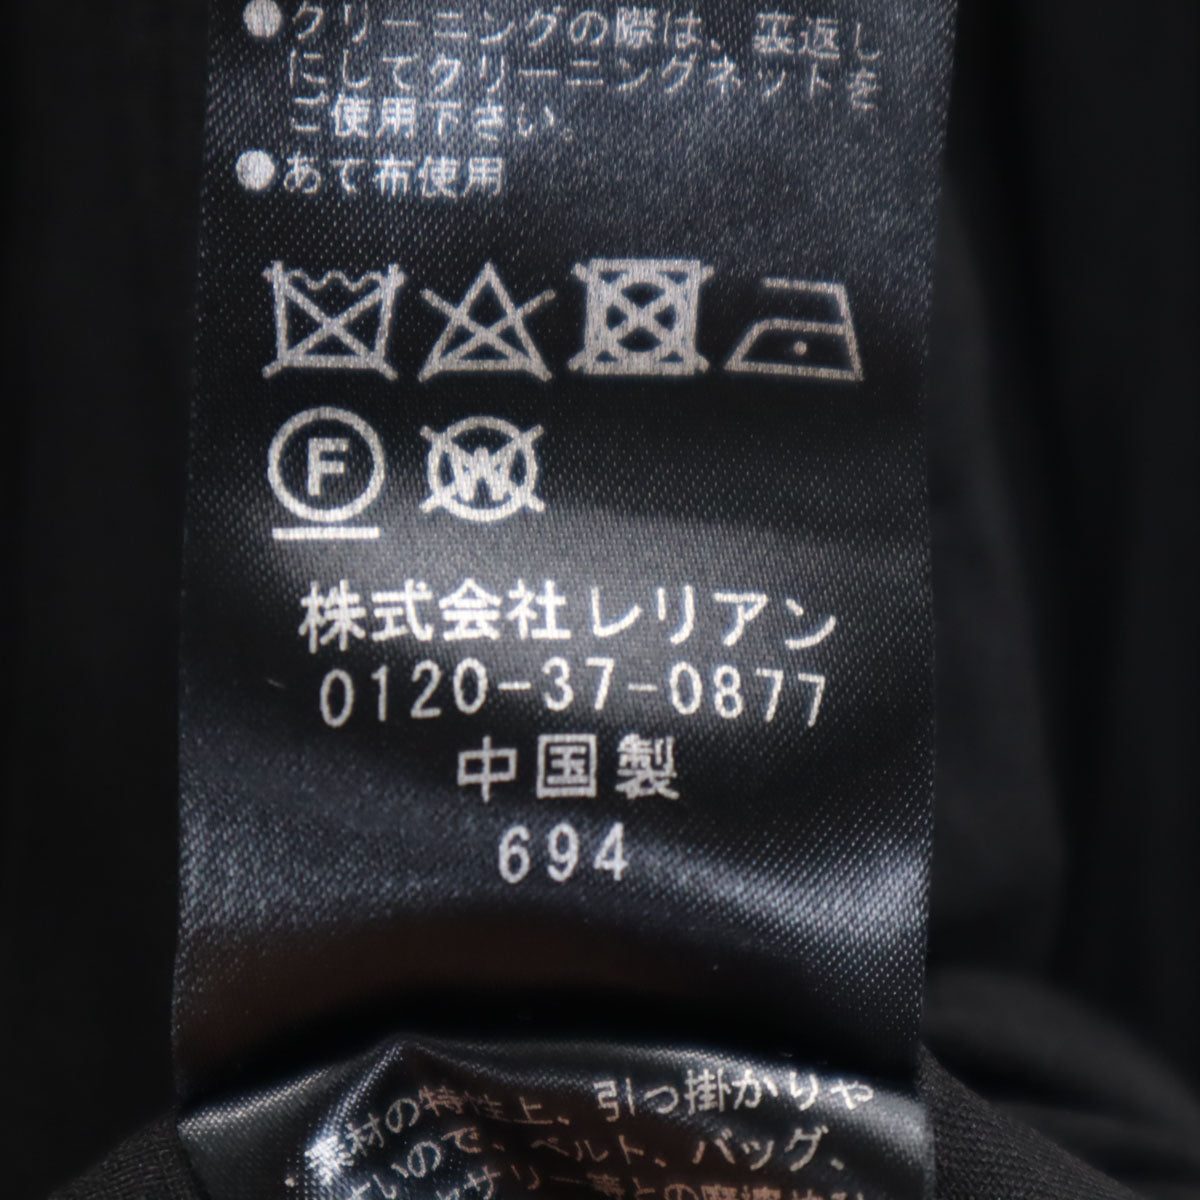 ●クリーニングの際は、裏返し
にしてクリーニングネットを
ご使用下さい。
●あて布使用
F W
株式会社レリアン
0120-37-0877
中国製
694
素材の特性上、引っ掛かりや
すいので、ベルト、バッグ、